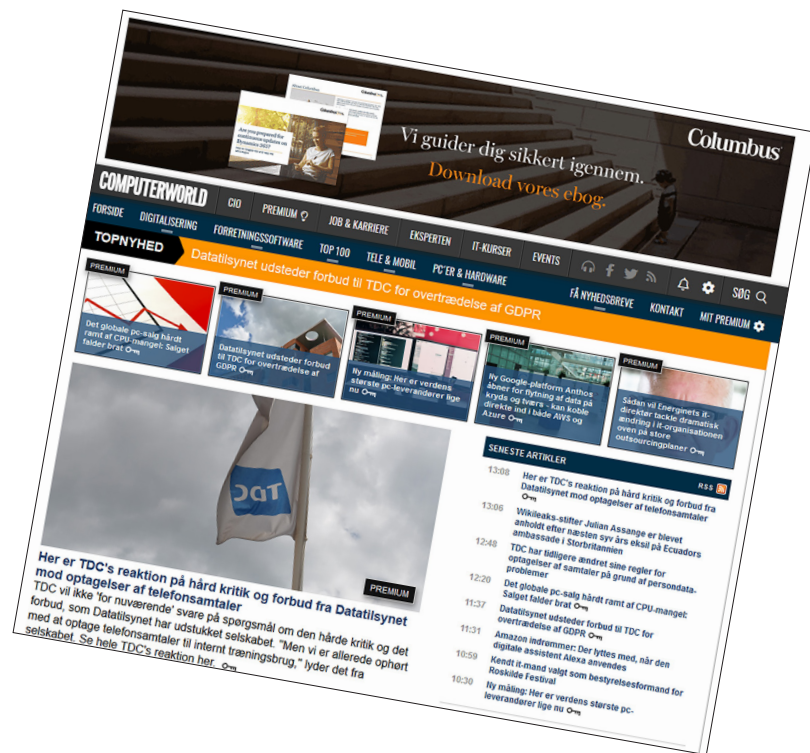 Columbus
Are you prepared for
continuous updates on
Dynamics 365?
Vi guider dig sikkert igennem.
Download vores ebog.
COMPUTERWORLD
CIO
PREMIUM
JOB & KARRIERE
EKSPERTEN
IT-KURSER
EVENTS
SØG
FORSIDE
DIGITALISERING
FORRETNINGSSOFTWARE
TOP 100
TELE & MOBIL
PC'ER & HARDWARE
FÅ NYHEDSBREVE
KONTAKT
MIT PREMIUM
TOPNYHED
Datatilsynet udsteder forbud til TDC for overtrædelse af GDPR
PREMIUM
Det globale pc-salg hårdt
ramt af CPU-mangel: Salget
falder brat
PREMIUM
Datatilsynet udsteder forbud
til TDC for overtrædelse af
GDPR
PREMIUM
Ny måling: Her er verdens
største pc-leverandører lige
nu
PREMIUM
Ny Google-platform Anthos
åbner for flytning af data på
kryds og tværs - kan koble
direkte ind i både AWS og
Azure
PREMIUM
Sådan vil Energinets it-
direktør tackle dramatisk
ændring i it-organisationen
oven på store
outsourcingplaner
TDC
PREMIUM
Her er TDC's reaktion på hård kritik og forbud fra Datatilsynet
mod optagelser af telefonsamtaler
TDC vil ikke 'for nuværende' svare på spørgsmål om den hårde kritik og det
forbud, som Datatilsynet har udstukket selskabet. "Men vi er allerede ophørt
med at optage telefonsamtaler til internt træningsbrug," lyder det fra
selskabet. Se hele TDC's reaktion her.
SENESTE ARTIKLER
RSS
13:08
Her er TDC's reaktion på hård kritik og forbud fra
Datatilsynet mod optagelser af telefonsamtaler
13:06
Wikileaks-stifter Julian Assange er blevet
anholdt efter næsten syv års eksil på Ecuadors
ambassade i Storbritannien
12:48
TDC har tidligere ændret sine regler for
optagelser af samtaler på grund af persondata-
problemer
12:20
Det globale pc-salg hårdt ramt af CPU-mangel:
Salget falder brat
11:37
Datatilsynet udsteder forbud til TDC for
overtrædelse af GDPR
11:31
Amazon indrømmer: Der lyttes med, når den
digitale assistent Alexa anvendes
10:59
Kendt it-mand valgt som bestyrelsesformand for
Roskilde Festival
10:30
Ny måling: Her er verdens største pc-
leverandører lige nu